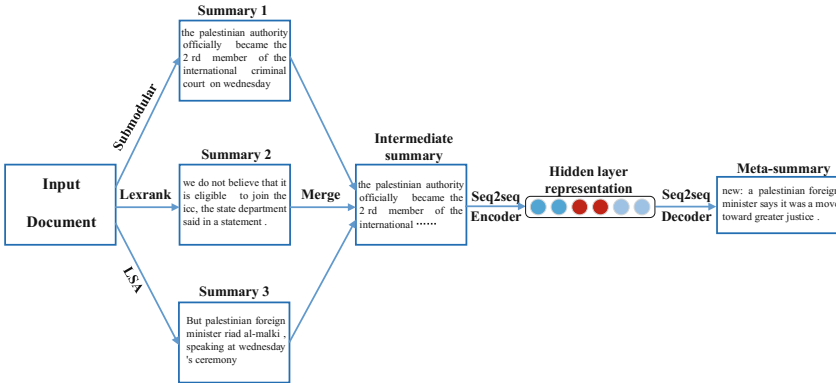 Summary 1
the palestinian authority
officially became the
2 rd member of the
international criminal
court on wednesday
Submodular
Input
Document
Lexrank
Summary 2
we do not believe that it
is eligible to join the
icc, the state department
said in a statement .
Merge
LSA
Summary 3
But palestinian foreign
minister riad al-malki ,
speaking at wednesday
's ceremony
Intermediate
summary
the palestinian authority
officially became the
2 rd member of the
international ······
Seq2seq
Encoder
Hidden layer
representation
Seq2seq
Decoder
Meta-summary
new: a palestinian foreign
minister says it was a move
toward greater justice .